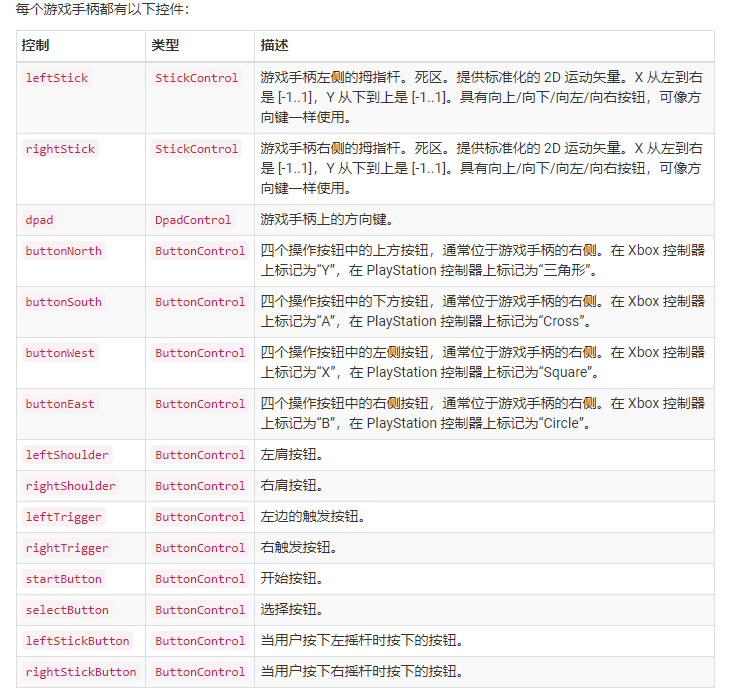 每个游戏手柄都有以下控件：
控制 类型 描述
leftStick StickControl 游戏手柄左侧的拇指杆。死区。提供标准化的 2D 运动矢量。X 从左到右
是 [-1..1]，Y 从下到上是 [-1..1]。具有向上/向下/向左/向右按钮，可像方
向键一样使用。
rightStick StickControl 游戏手柄右侧的拇指杆。死区。提供标准化的 2D 运动矢量。X 从左到右
是 [-1..1]，Y 从下到上是 [-1..1]。具有向上/向下/向左/向右按钮，可像方
向键一样使用。
dpad DpadControl 游戏手柄上的方向键。
buttonNorth ButtonControl 四个操作按钮中的上方按钮，通常位于游戏手柄的右侧。在 Xbox 控制器
上标记为“Y”，在 PlayStation 控制器上标记为“三角形”。
buttonSouth ButtonControl 四个操作按钮中的下方按钮，通常位于游戏手柄的右侧。在 Xbox 控制器
上标记为“A”，在 PlayStation 控制器上标记为“Cross”。
buttonWest ButtonControl 四个操作按钮中的左侧按钮，通常位于游戏手柄的右侧。在 Xbox 控制器
上标记为“X”，在 PlayStation 控制器上标记为“Square”。
buttonEast ButtonControl 四个操作按钮中的右侧按钮，通常位于游戏手柄的右侧。在 Xbox 控制器
上标记为“B”，在 PlayStation 控制器上标记为“Circle”。
leftShoulder ButtonControl 左肩按钮。
rightShoulder ButtonControl 右肩按钮。
leftTrigger ButtonControl 左边的触发按钮。
rightTrigger ButtonControl 右触发按钮。
startButton ButtonControl 开始按钮。
selectButton ButtonControl 选择按钮。
leftStickButton ButtonControl 当用户按下左摇杆时按下的按钮。
rightStickButton ButtonControl 当用户按下右摇杆时按下的按钮。